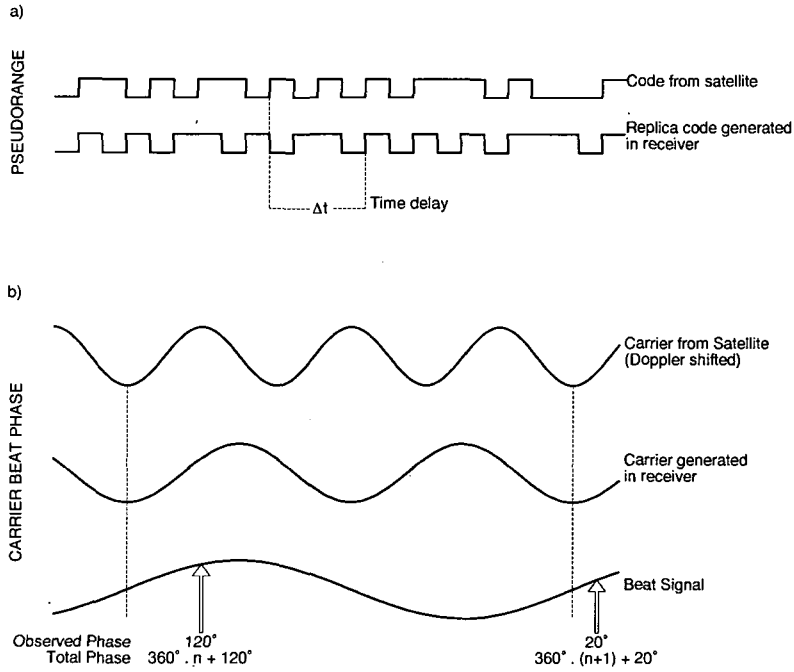 a)
PSEUDORANGE
Code from satellite
Replica code generated
in receiver
Δt
Time delay
b)
CARRIER BEAT PHASE
Carrier from Satellite
(Doppler shifted)
Carrier generated
in receiver
Beat Signal
Observed Phase 120° 20°
Total Phase 360° . n + 120° 360° . (n+1) + 20°